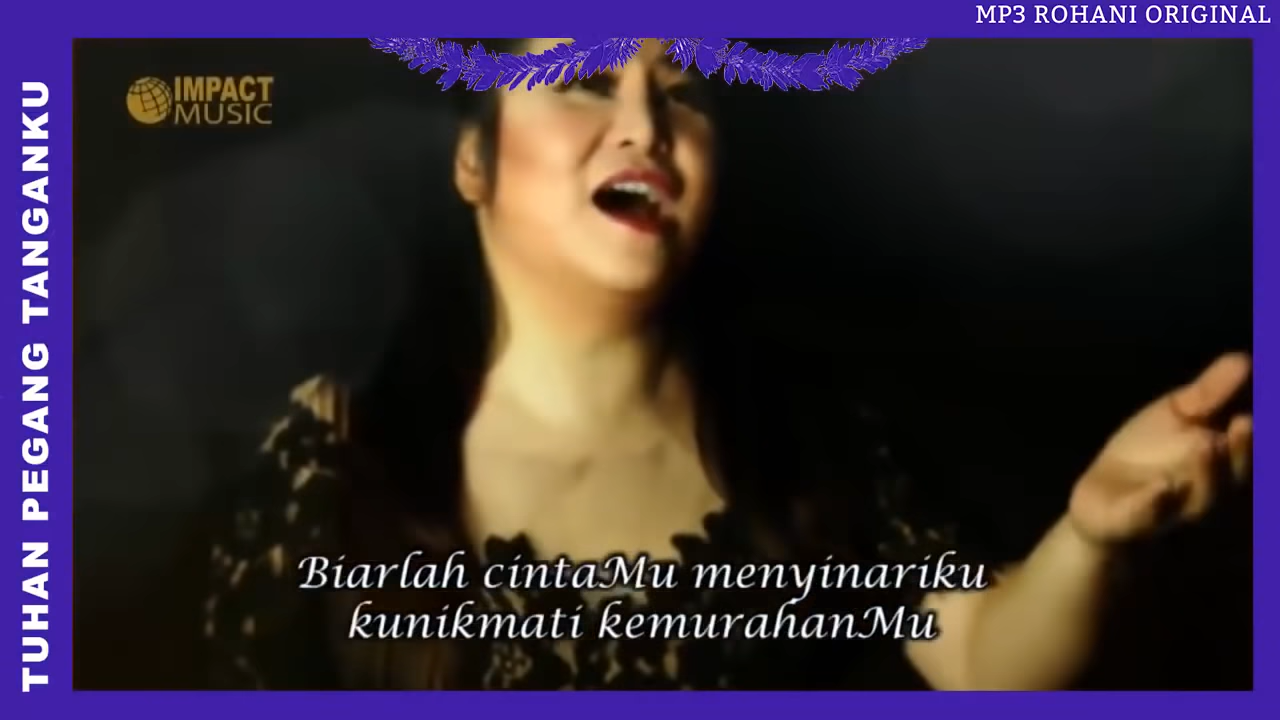 MP3 ROHANI ORIGINAL
TUHAN PEGANG TANGANKU
IMPACT
MUSIC
Biarlah cintaMu menyinariku
kunikmati kemurahanMu